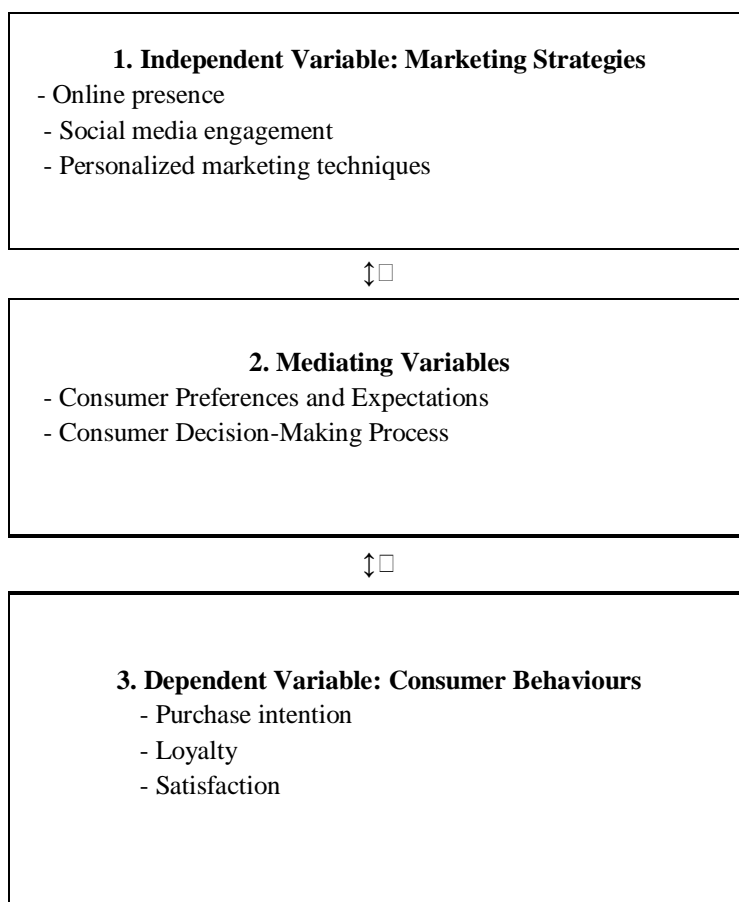 1. Independent Variable: Marketing Strategies
- Online presence
- Social media engagement
- Personalized marketing techniques
↕□
2. Mediating Variables
- Consumer Preferences and Expectations
- Consumer Decision-Making Process
↕□
3. Dependent Variable: Consumer Behaviours
- Purchase intention
- Loyalty
- Satisfaction